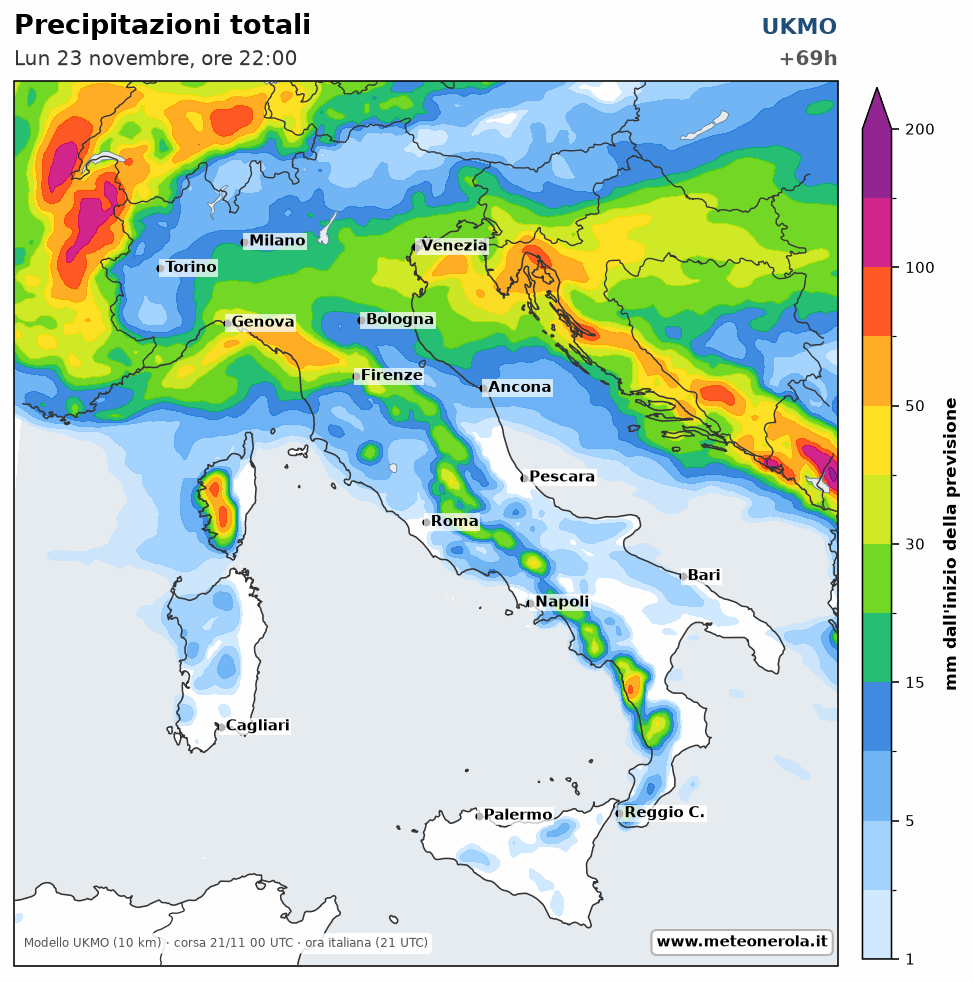 Precipitazioni totali
UKMO
Lun 23 novembre, ore 22:00
+69h
200
100
50
30
15
5
1
mm dall'inizio della previsione
Milano
Venezia
Torino
Genova
Bologna
Firenze
Ancona
Pescara
Roma
Bari
Napoli
Cagliari
Palermo
Reggio C.
Modello UKMO (10 km) · corsa 21/11 00 UTC · ora italiana (21 UTC)
www.meteonerola.it